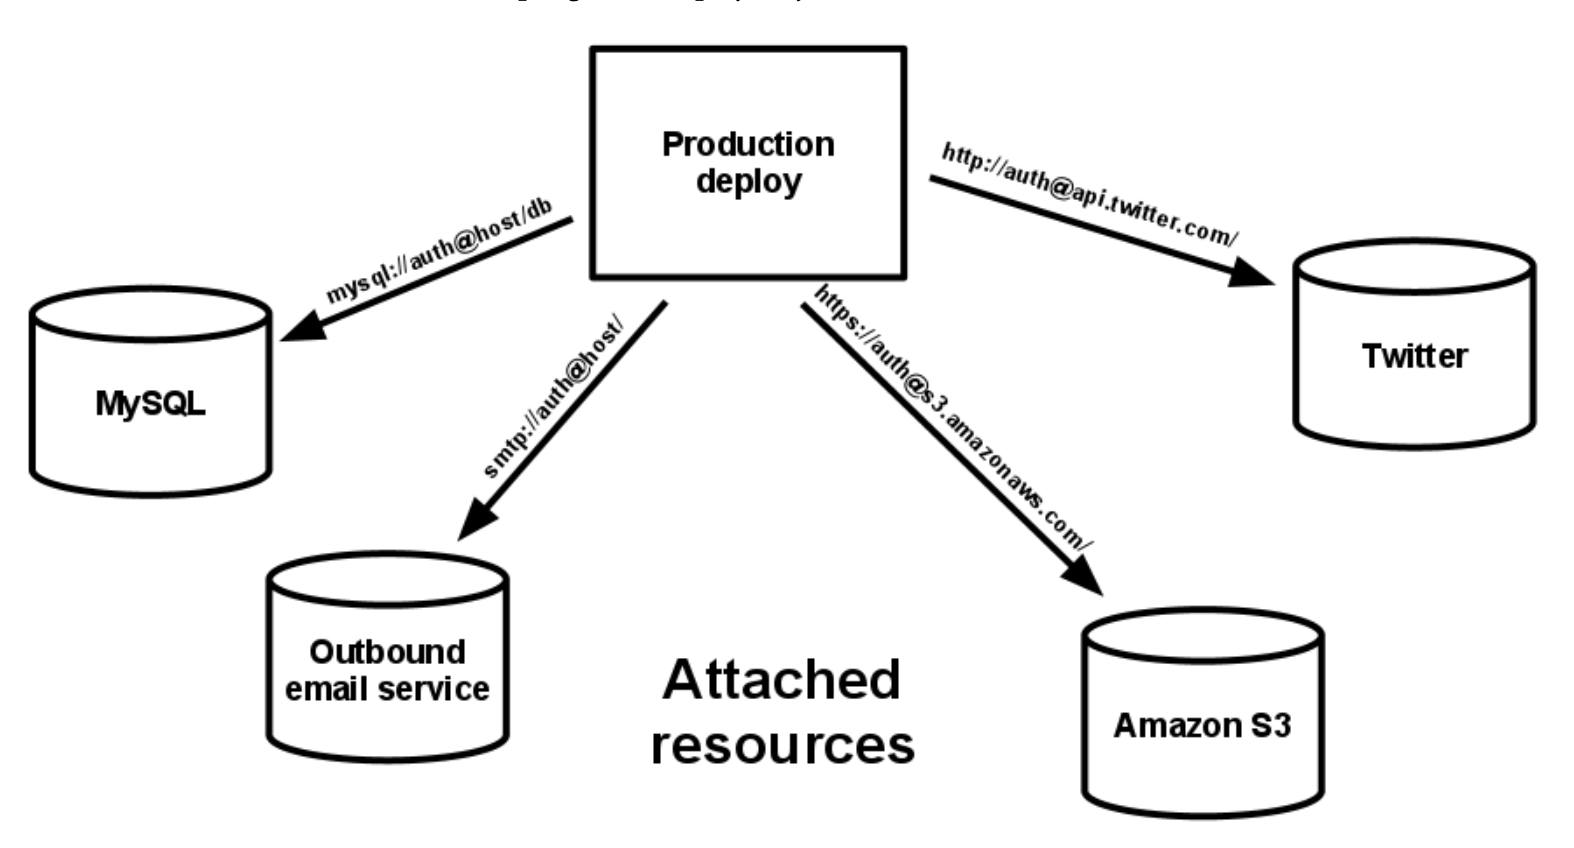 Production
deploy
mysql://auth@host/db
http://auth@api.twitter.com/
smtp://auth@host/
https://auth@s3.amazonaws.com/
MySQL
Twitter
Outbound
email service
Attached
resources
Amazon S3